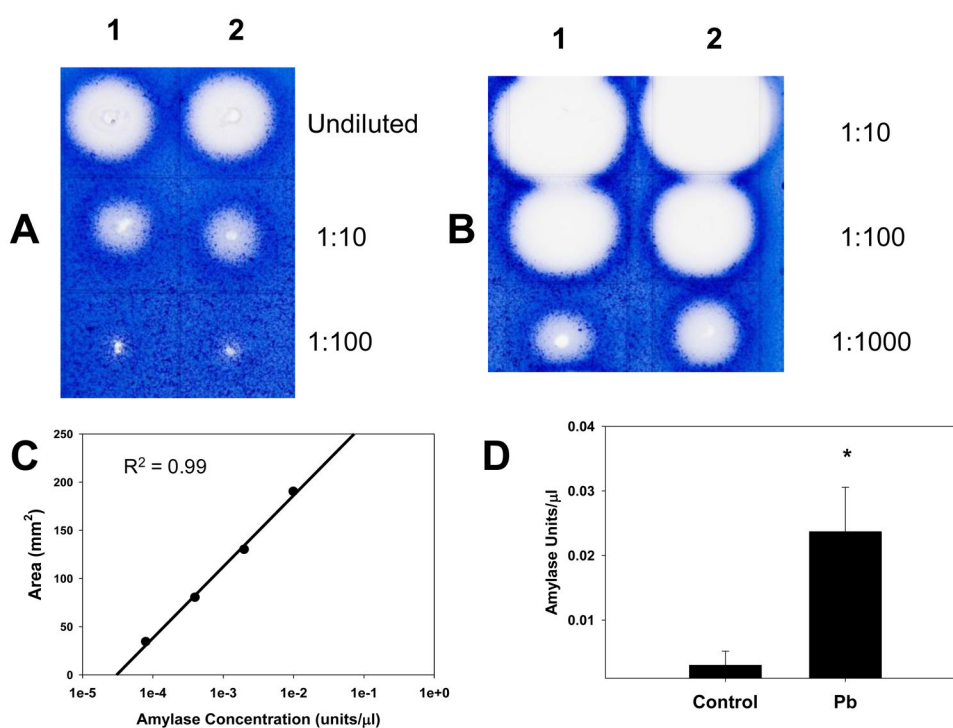 1 2
A
Undiluted
1:10
1:100
1 2
B
1:10
1:100
1:1000
C
R² = 0.99
Area (mm²)
250
200
150
100
50
0
1e-5 1e-4 1e-3 1e-2 1e-1 1e+0
Amylase Concentration (units/μl)
D
*
Amylase Units/μl
0.04
0.03
0.02
0.01
Control Pb